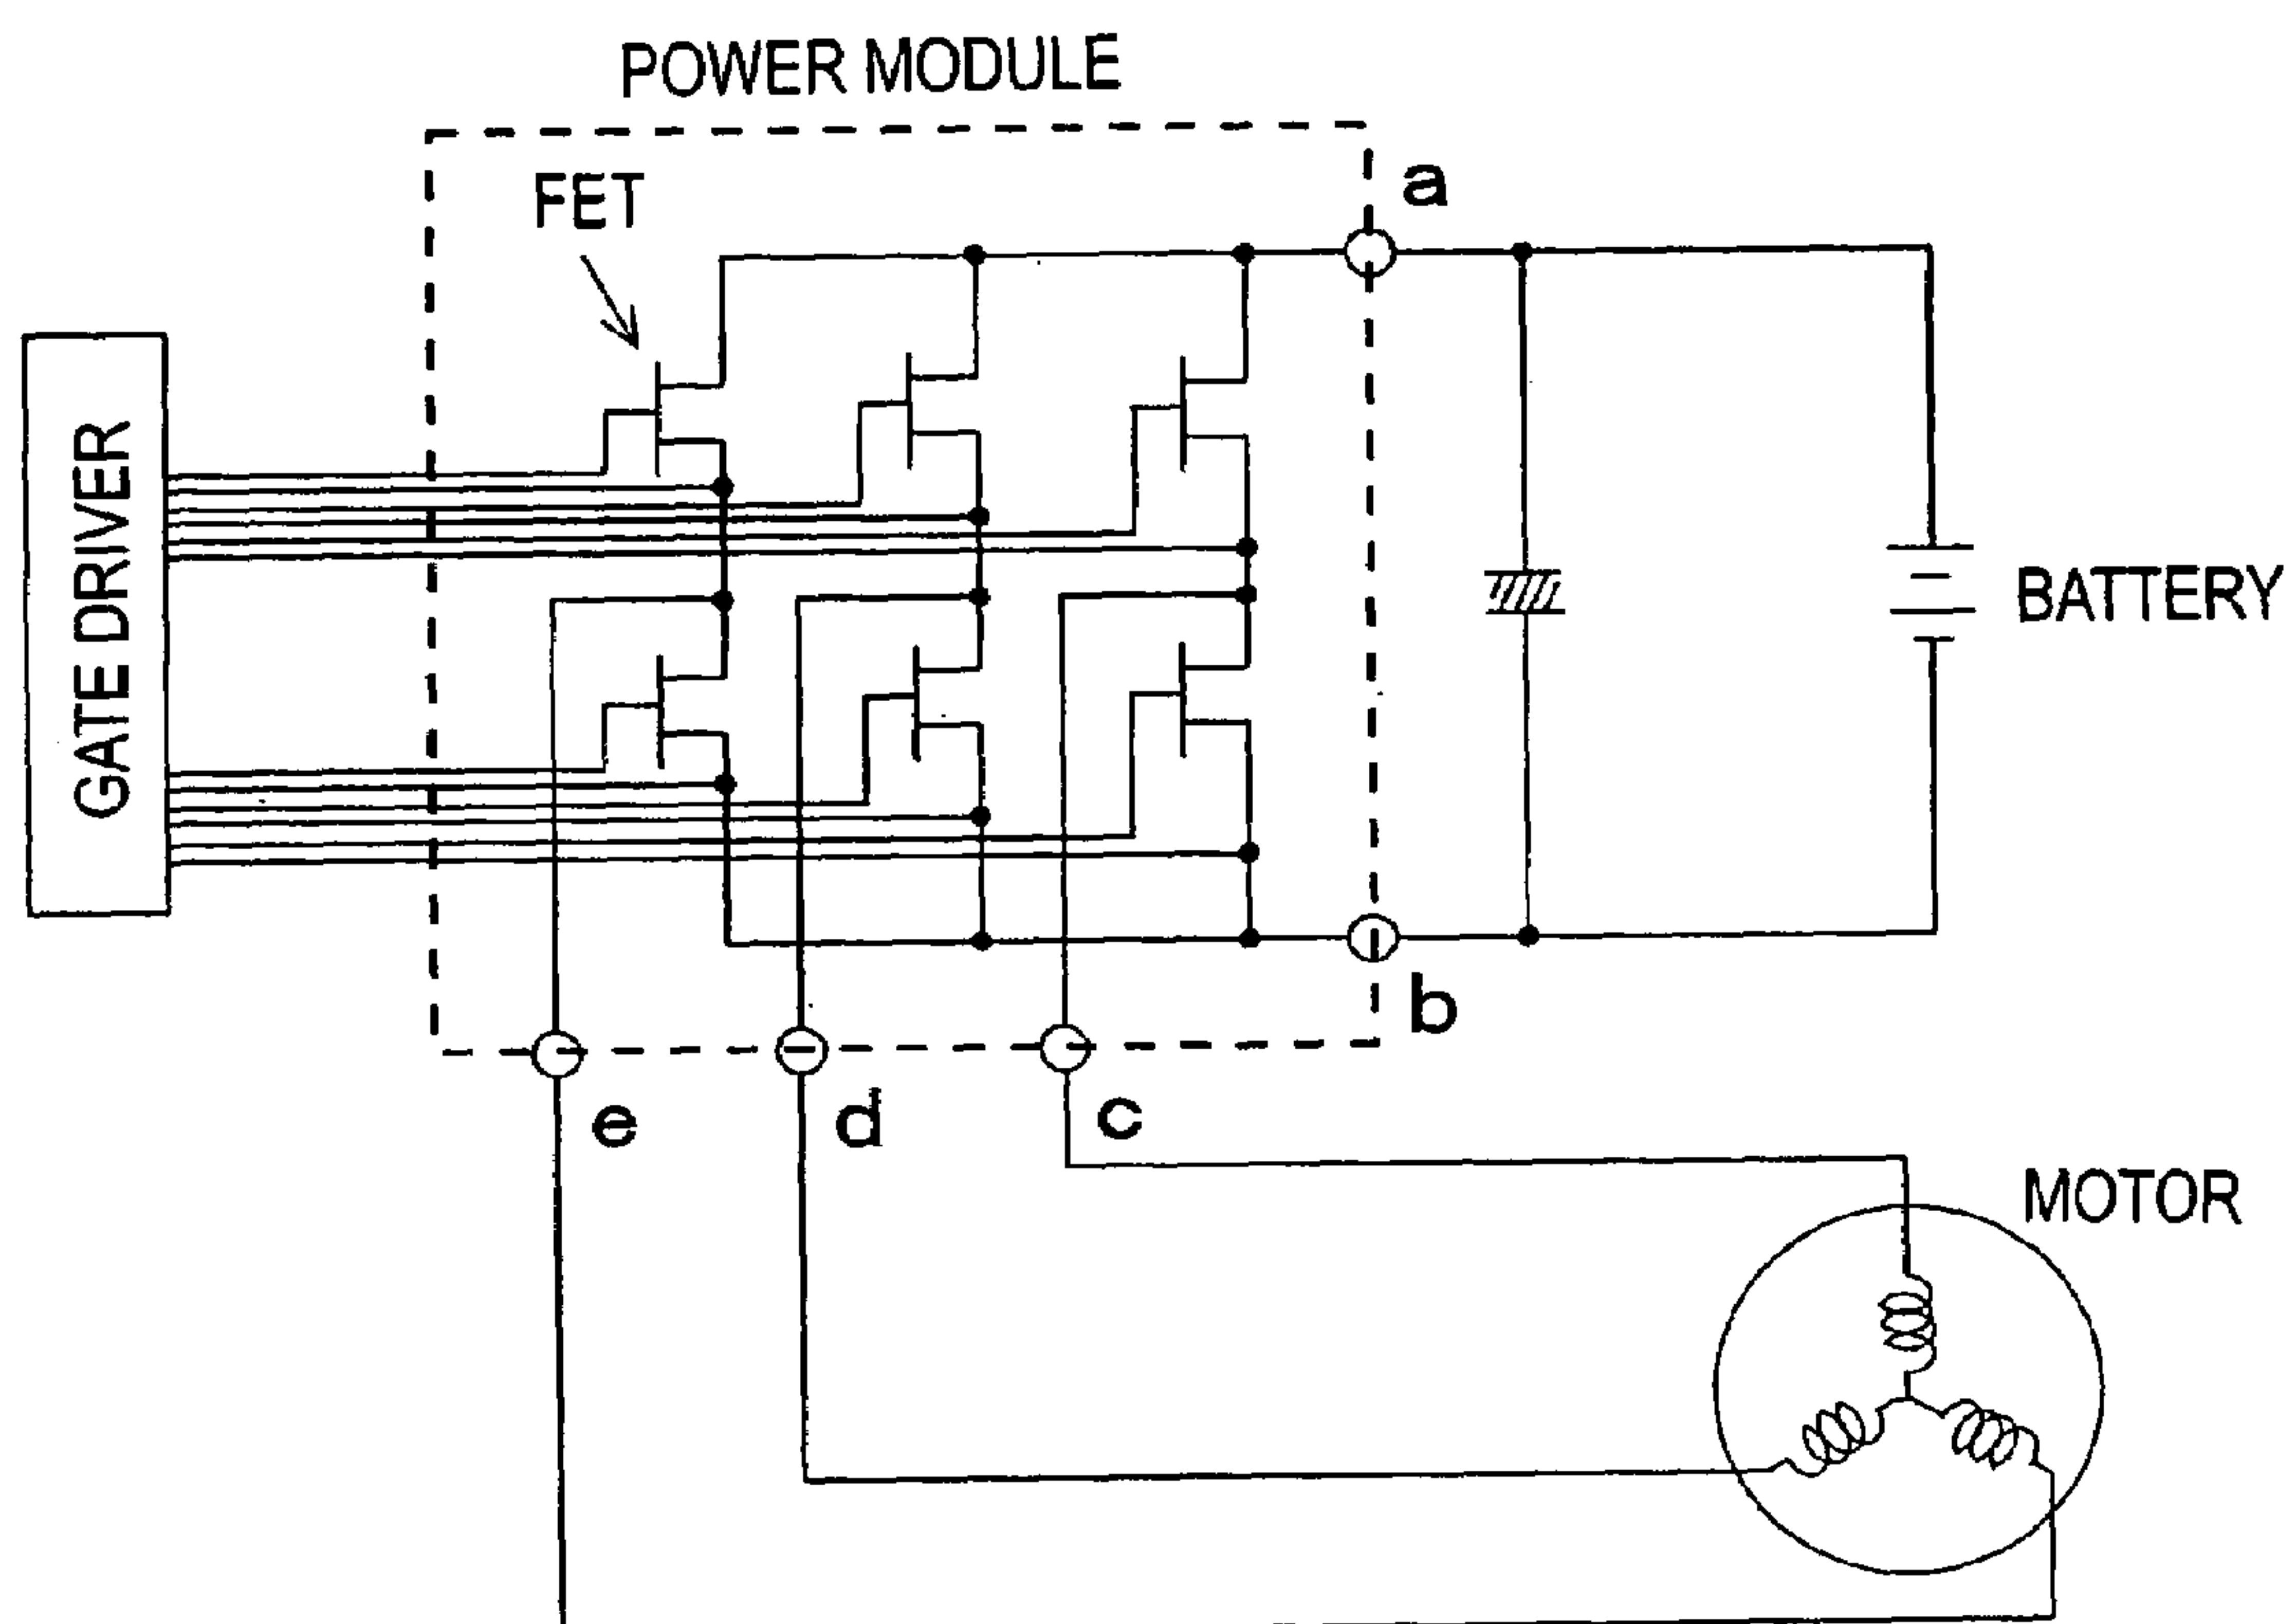 POWER MODULE
FET
a
GATE DRIVER
BATTERY
b
e
d
c
MOTOR